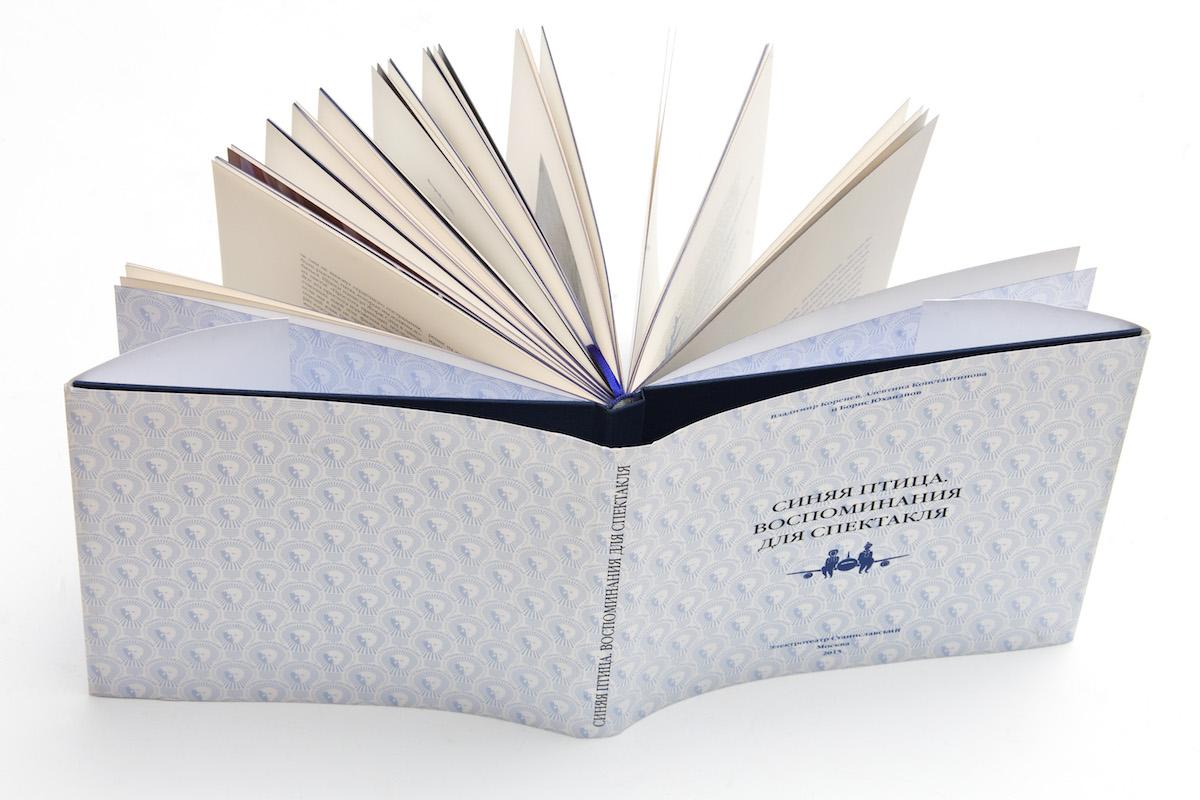 Владимир Коренев, Алевтина Константинова
и Борис Юхананов
СИНЯЯ ПТИЦА.
ВОСПОМИНАНИЯ
ДЛЯ СПЕКТАКЛЯ
Электротеатр Станиславский
Москва
2015
СИНЯЯ ПТИЦА. ВОСПОМИНАНИЯ ДЛЯ СПЕКТАКЛЯ